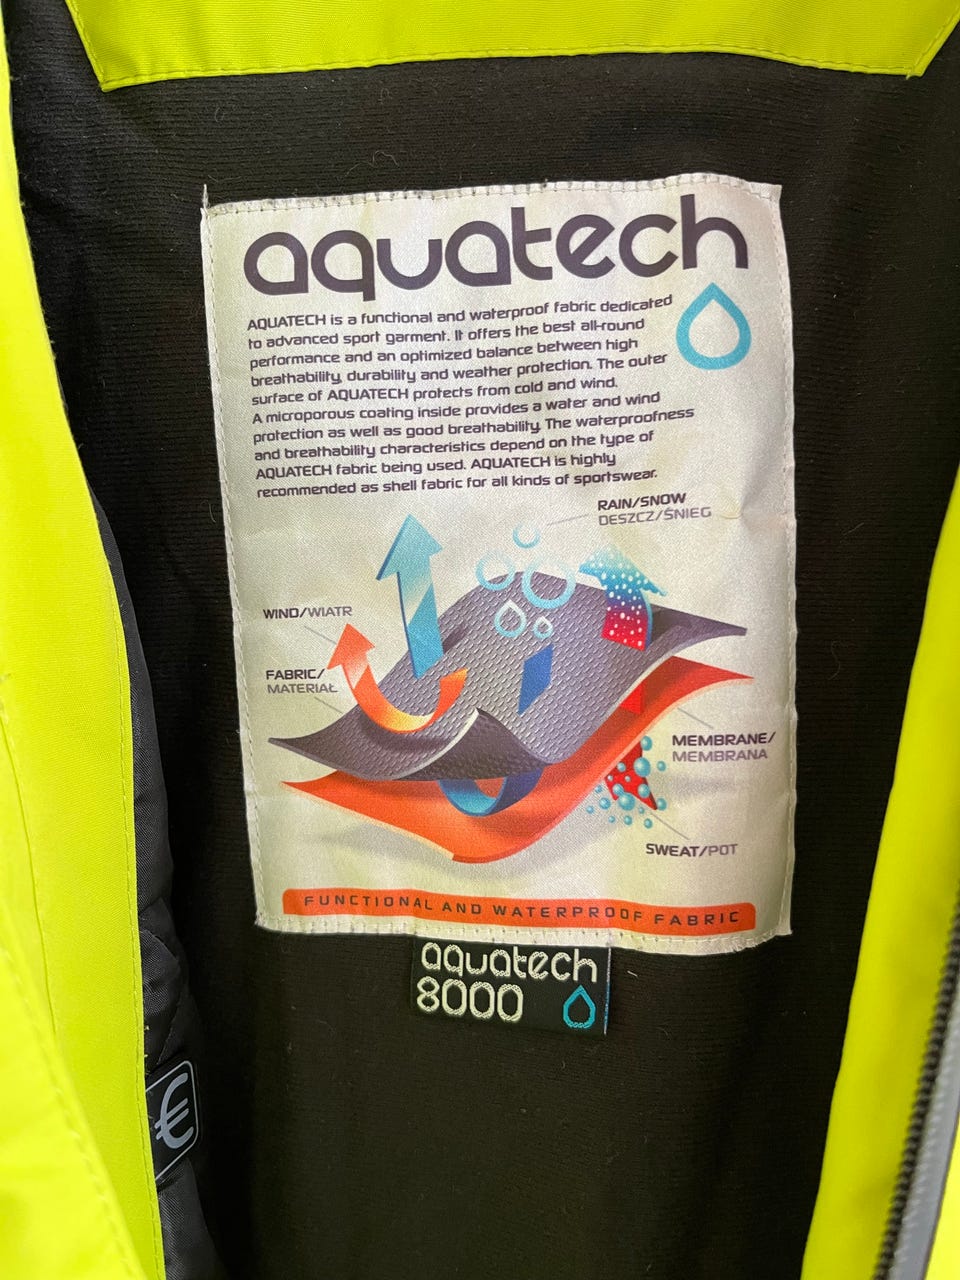 aquatech
AQUATECH is a functional and waterproof fabric dedicated
to advanced sport garment. It offers the best all-round
performance and an optimized balance between high
breathability, durability and weather protection. The outer
surface of AQUATECH protects from cold and wind.
A microporous coating inside provides a water and wind
protection as well as good breathability. The waterproofness
and breathability characteristics depend on the type of
AQUATECH fabric being used. AQUATECH is highly
recommended as shell fabric for all kinds of sportswear.
RAIN/SNOW
DESZCZ/ŚNIEG
WIND/WIATR
FABRIC/
MATERIAŁ
MEMBRANE/
MEMBRANA
SWEAT/POT
FUNCTIONAL AND WATERPROOF FABRIC
aquatech
8000
€